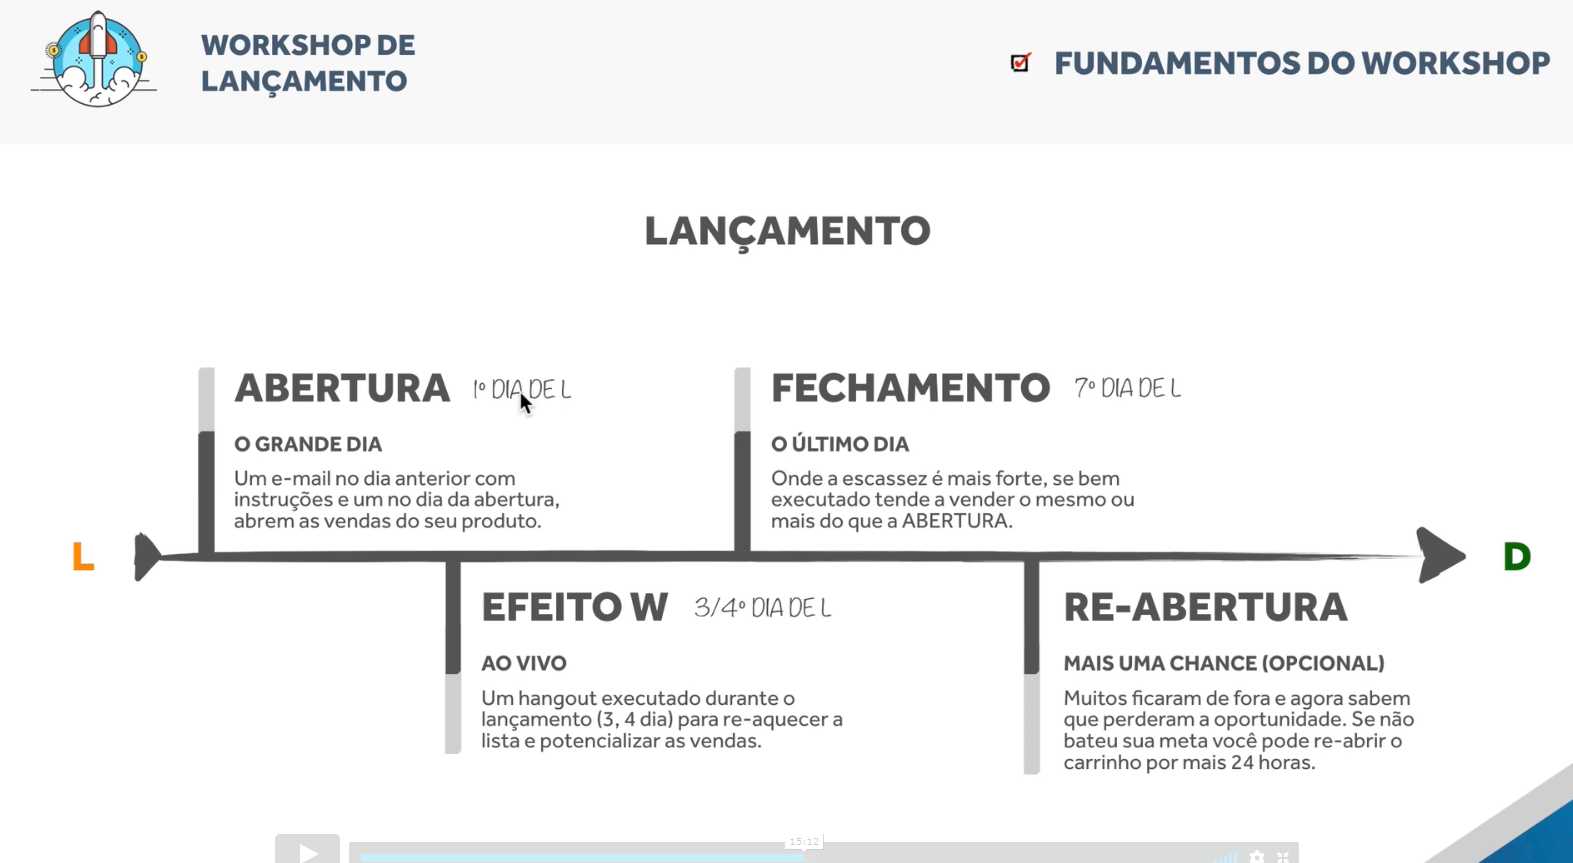 WORKSHOP DE
LANÇAMENTO
FUNDAMENTOS DO WORKSHOP
LANÇAMENTO
ABERTURA 1º DIA DE L
O GRANDE DIA
Um e-mail no dia anterior com
instruções e um no dia da abertura,
abrem as vendas do seu produto.
FECHAMENTO 7º DIA DE L
O ÚLTIMO DIA
Onde a escassez é mais forte, se bem
executado tende a vender o mesmo ou
mais do que a ABERTURA.
L
D
EFEITO W 3/4º DIA DE L
AO VIVO
Um hangout executado durante o
lançamento (3, 4 dia) para re-aquecer a
lista e potencializar as vendas.
RE-ABERTURA
MAIS UMA CHANCE (OPCIONAL)
Muitos ficaram de fora e agora sabem
que perderam a oportunidade. Se não
bateu sua meta você pode re-abrir o
carrinho por mais 24 horas.
15:12